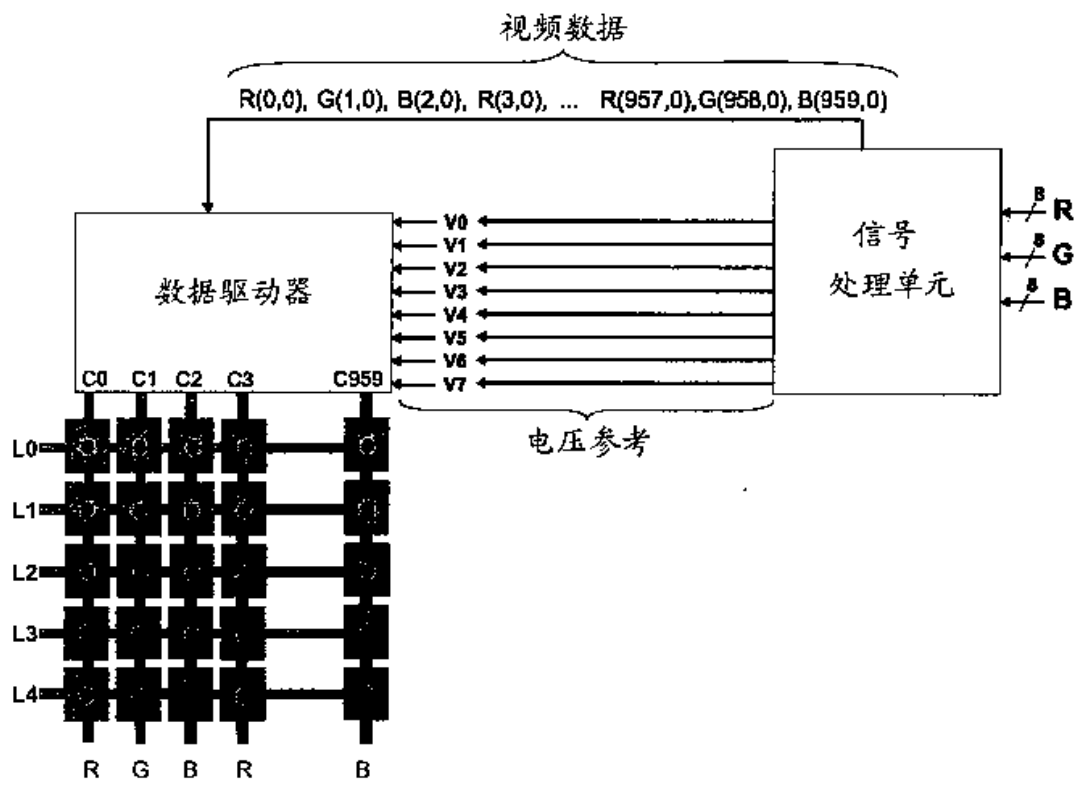 视频数据
R(0,0), G(1,0), B(2,0), R(3,0), ... R(957,0),G(958,0), B(959,0)
8 R
8 G
8 B
信号
处理单元
V0
V1
V2
V3
V4
V5
V6
V7
数据驱动器
C0 C1 C2 C3 C959
电压参考
L0
L1
L2
L3
L4
R G B R B